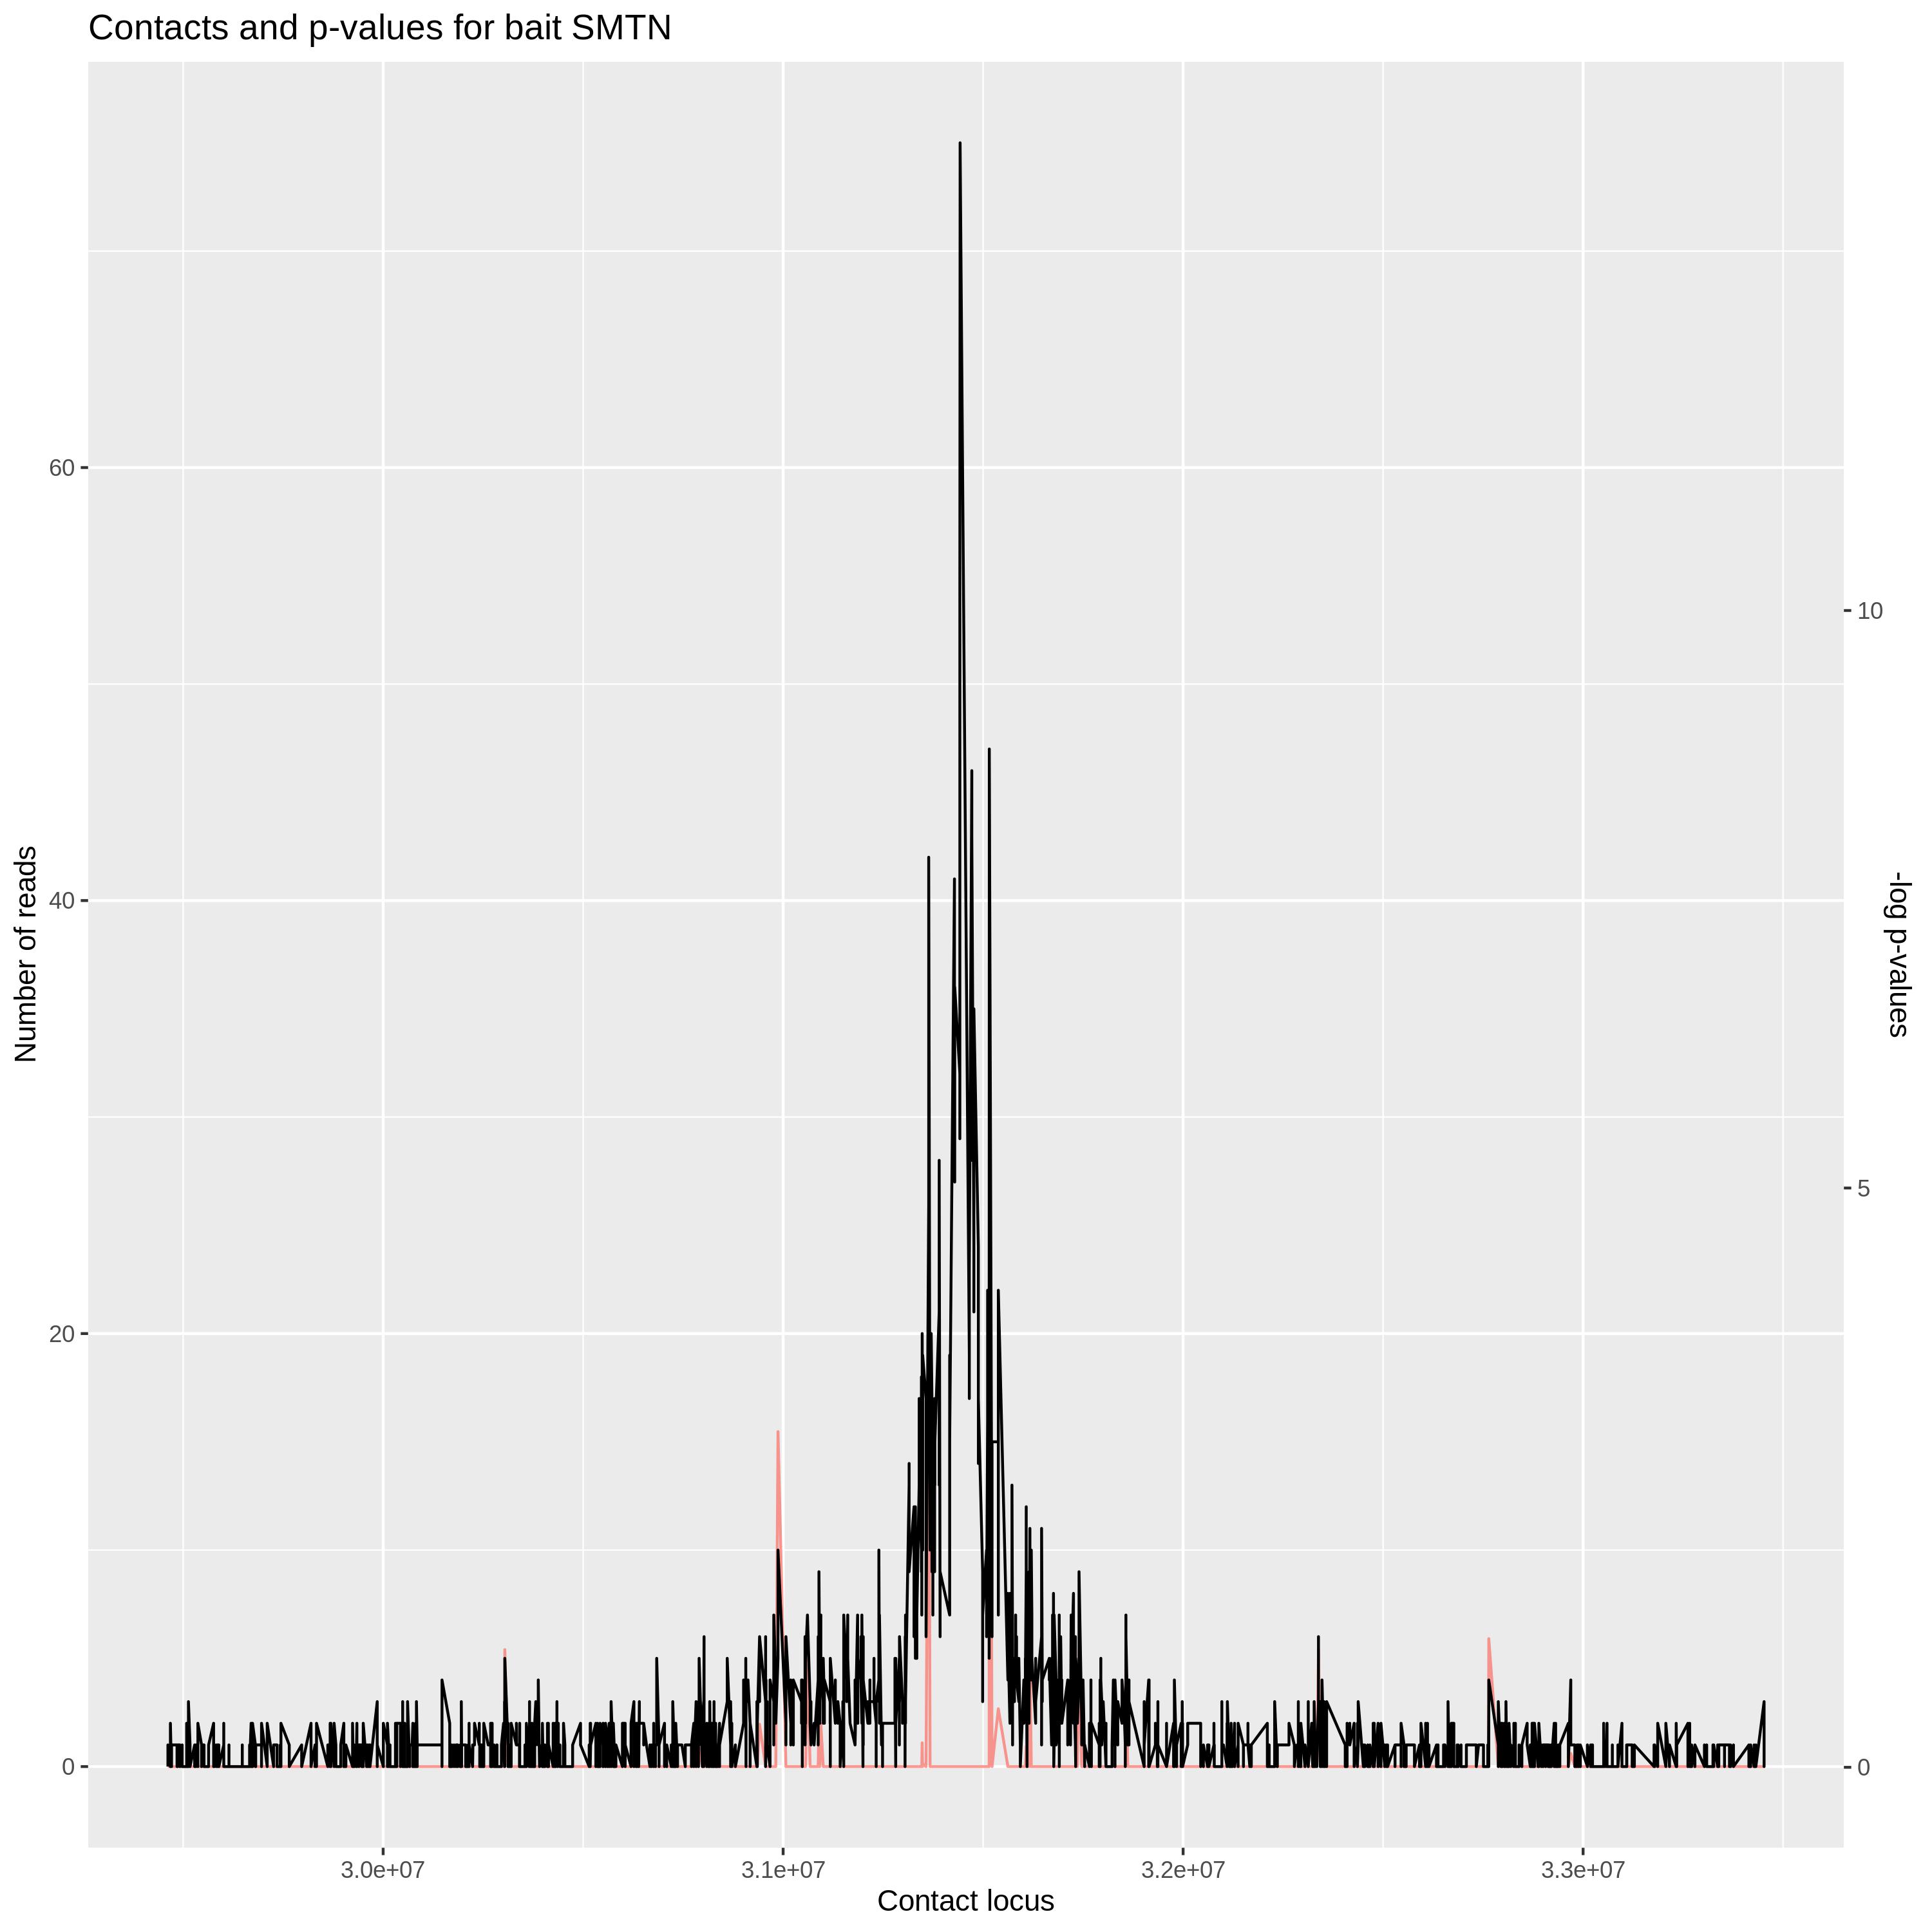 Contacts and p-values for bait SMTN
60
40
20
0
Number of reads
10
5
0
-log p-values
3.0e+07
3.1e+07
3.2e+07
3.3e+07
Contact locus